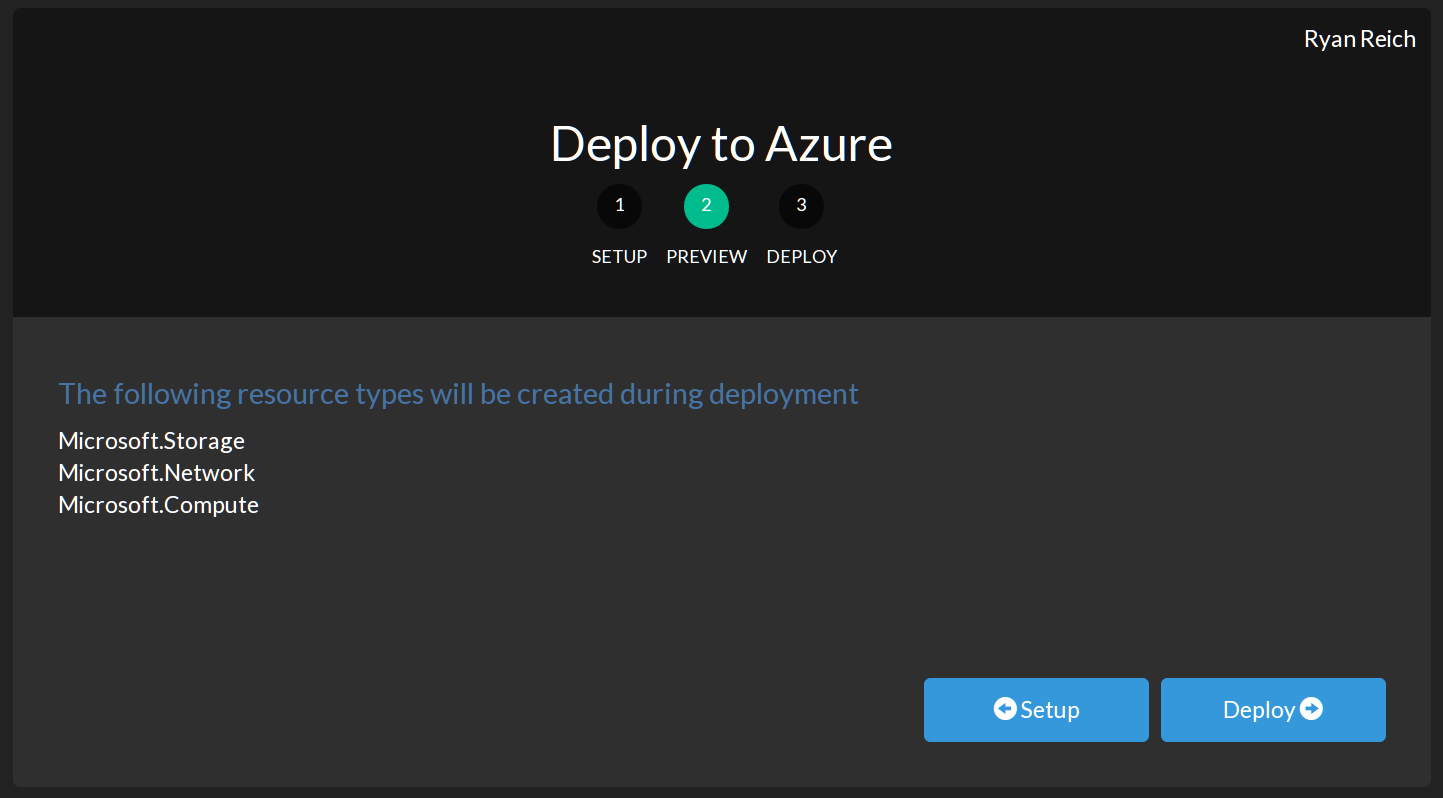 Ryan Reich
Deploy to Azure
1 2 3
SETUP PREVIEW DEPLOY
The following resource types will be created during deployment
Microsoft.Storage
Microsoft.Network
Microsoft.Compute
Setup Deploy